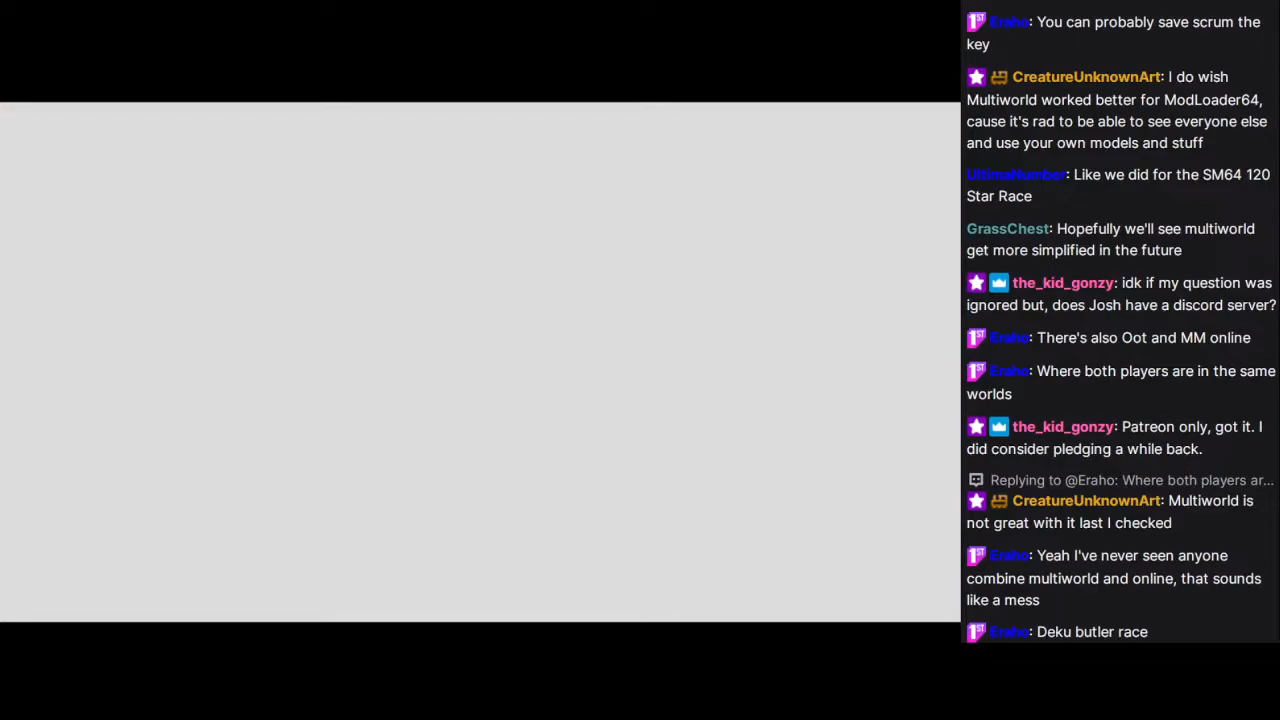 1ST Eraho: You can probably save scrum the
key
CreatureUnknownArt: I do wish
Multiworld worked better for ModLoader64,
cause it's rad to be able to see everyone else
and use your own models and stuff
UltimaNumber: Like we did for the SM64 120
Star Race
GrassChest: Hopefully we'll see multiworld
get more simplified in the future
the_kid_gonzy: idk if my question was
ignored but, does Josh have a discord server?
1ST Eraho: There's also Oot and MM online
1ST Eraho: Where both players are in the same
worlds
the_kid_gonzy: Patreon only, got it. I
did consider pledging a while back.
Replying to @Eraho: Where both players ar...
CreatureUnknownArt: Multiworld is
not great with it last I checked
1ST Eraho: Yeah I've never seen anyone
combine multiworld and online, that sounds
like a mess
1ST Eraho: Deku butler race